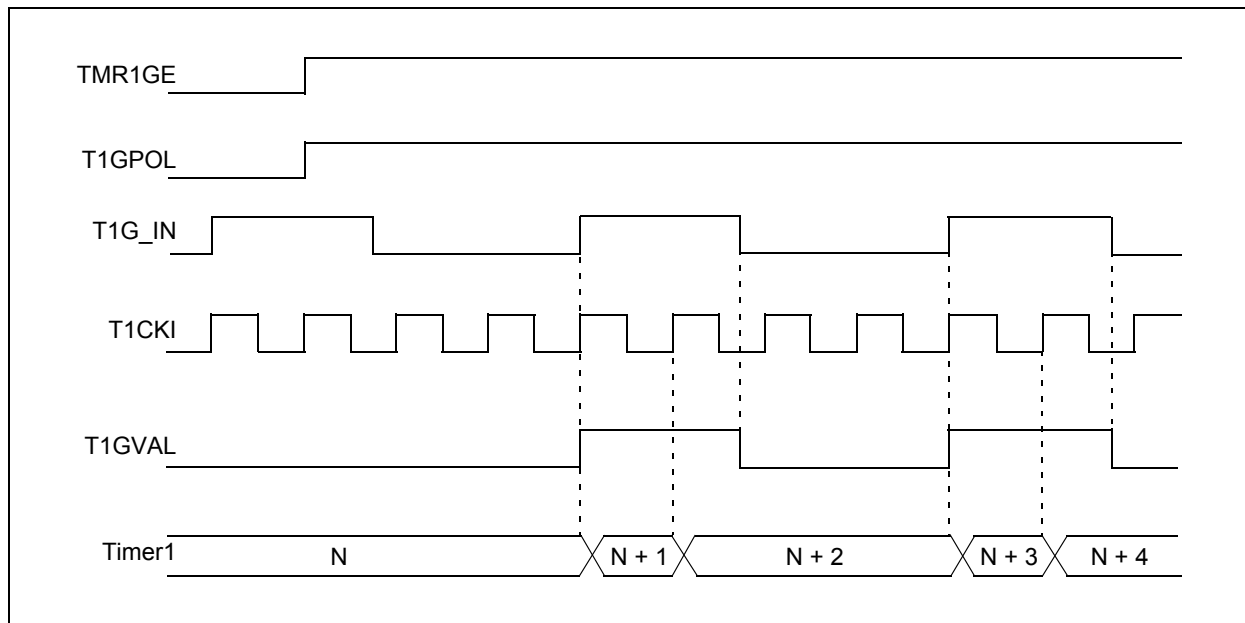 TMR1GE
T1GPOL
T1G_IN
T1CKI
T1GVAL
Timer1 N N + 1 N + 2 N + 3 N + 4